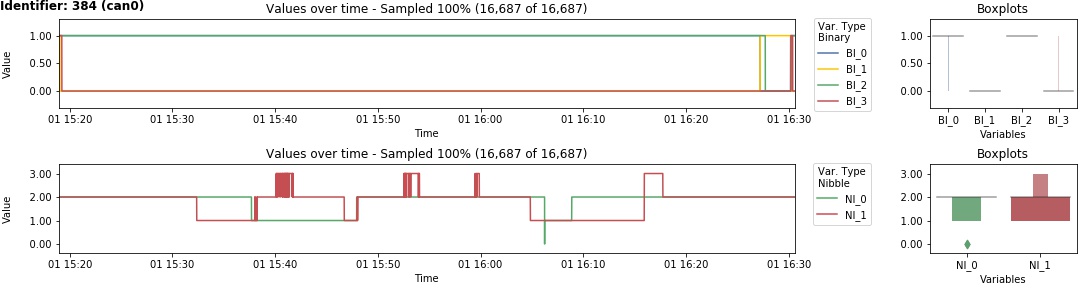 Identifier: 384 (can0)
Values over time - Sampled 100% (16,687 of 16,687)
Value
1.00
0.50
0.00
01 15:20 01 15:30 01 15:40 01 15:50 01 16:00 01 16:10 01 16:20 01 16:30
Time
Var. Type
Binary
BI_0
BI_1
BI_2
BI_3
Boxplots
1.00
0.50
0.00
BI_0 BI_1 BI_2 BI_3
Variables
Values over time - Sampled 100% (16,687 of 16,687)
Value
3.00
2.00
1.00
0.00
01 15:20 01 15:30 01 15:40 01 15:50 01 16:00 01 16:10 01 16:20 01 16:30
Time
Var. Type
Nibble
NI_0
NI_1
Boxplots
3.00
2.00
1.00
0.00
NI_0 NI_1
Variables